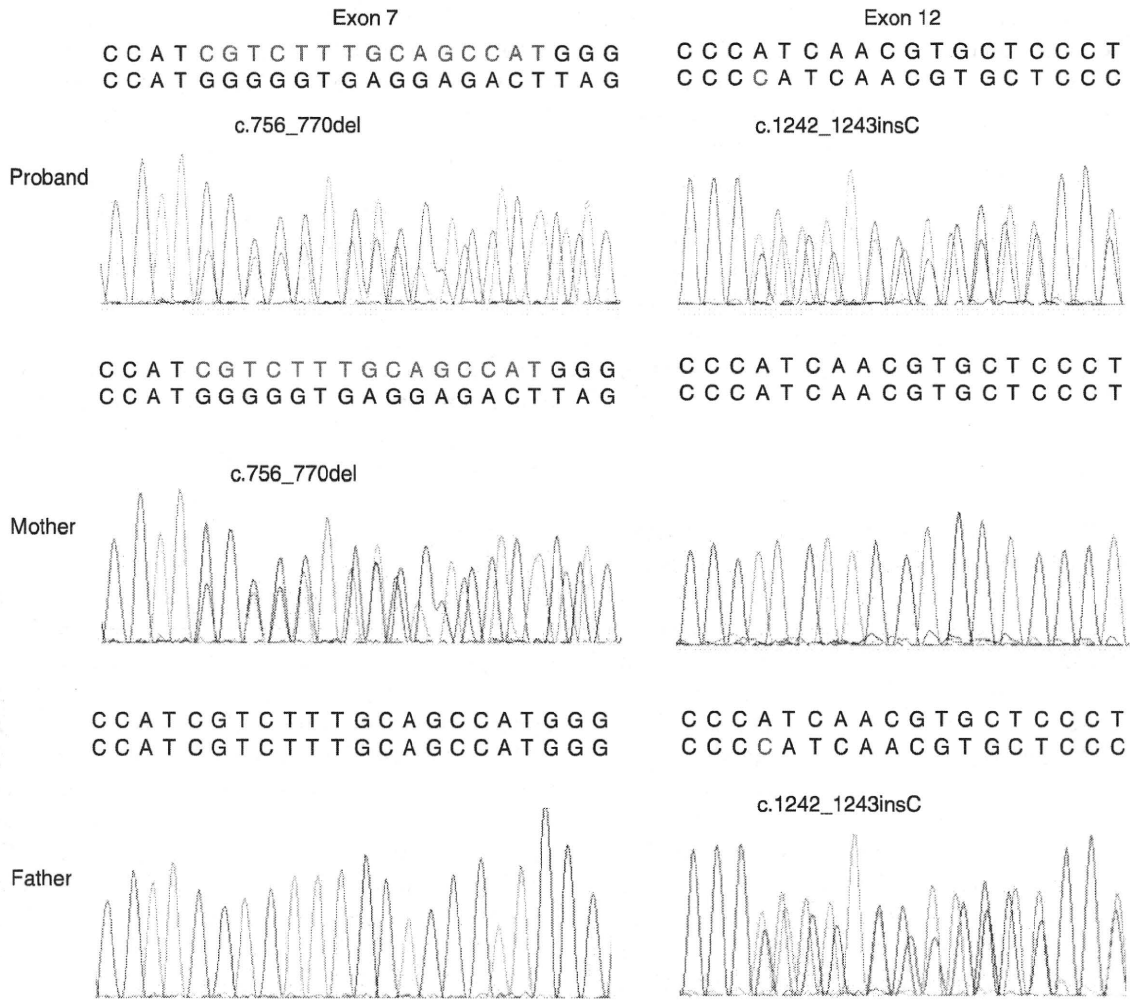 Exon 7
C C A T C G T C T T T G C A G C C A T G G G
C C A T G G G G G T G A G G A G A C T T A G
c.756_770del
Exon 12
C C C A T C A A C G T G C T C C C T
C C C C A T C A A C G T G C T C C C
c.1242_1243insC
Proband
C C A T C G T C T T T G C A G C C A T G G G
C C A T G G G G G T G A G G A G A C T T A G
c.756_770del
C C C A T C A A C G T G C T C C C T
C C C A T C A A C G T G C T C C C T
Mother
C C A T C G T C T T T G C A G C C A T G G G
C C A T C G T C T T T G C A G C C A T G G G
C C C A T C A A C G T G C T C C C T
C C C C A T C A A C G T G C T C C C
c.1242_1243insC
Father